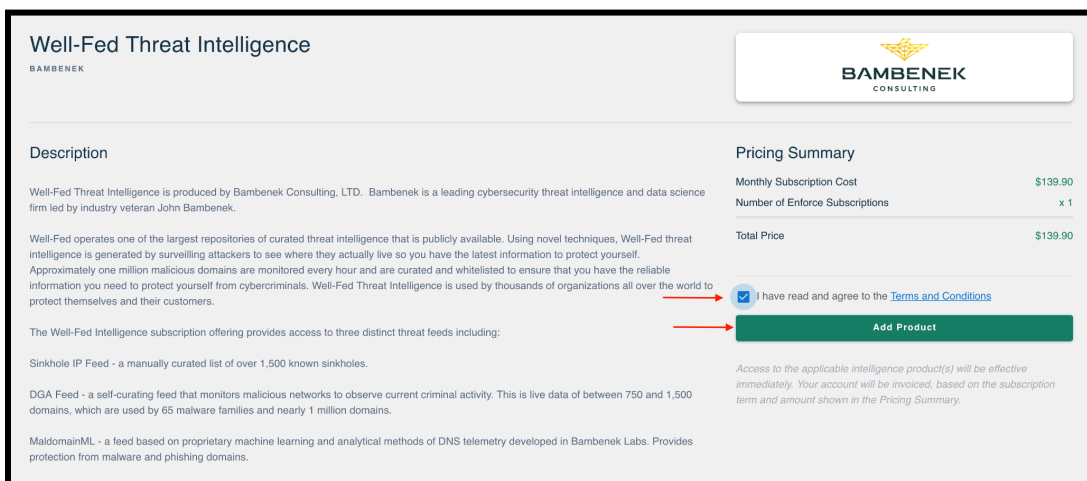 Well-Fed Threat Intelligence
BAMBENEK
BAMBENEK
CONSULTING
Description
Well-Fed Threat Intelligence is produced by Bambenek Consulting, LTD.  Bambenek is a leading cybersecurity threat intelligence and data science
firm led by industry veteran John Bambenek.
Well-Fed operates one of the largest repositories of curated threat intelligence that is publicly available. Using novel techniques, Well-Fed threat
intelligence is generated by surveilling attackers to see where they actually live so you have the latest information to protect yourself.
Approximately one million malicious domains are monitored every hour and are curated and whitelisted to ensure that you have the reliable
information you need to protect yourself from cybercriminals. Well-Fed Threat Intelligence is used by thousands of organizations all over the world to
protect themselves and their customers.
The Well-Fed Intelligence subscription offering provides access to three distinct threat feeds including:
Sinkhole IP Feed - a manually curated list of over 1,500 known sinkholes.
DGA Feed - a self-curating feed that monitors malicious networks to observe current criminal activity. This is live data of between 750 and 1,500
domains, which are used by 65 malware families and nearly 1 million domains.
MaldomainML - a feed based on proprietary machine learning and analytical methods of DNS telemetry developed in Bambenek Labs. Provides
protection from malware and phishing domains.
Pricing Summary
Monthly Subscription Cost $139.90
Number of Enforce Subscriptions x 1
Total Price $139.90
I have read and agree to the Terms and Conditions
Add Product
Access to the applicable intelligence product(s) will be effective
immediately. Your account will be invoiced, based on the subscription
term and amount shown in the Pricing Summary.